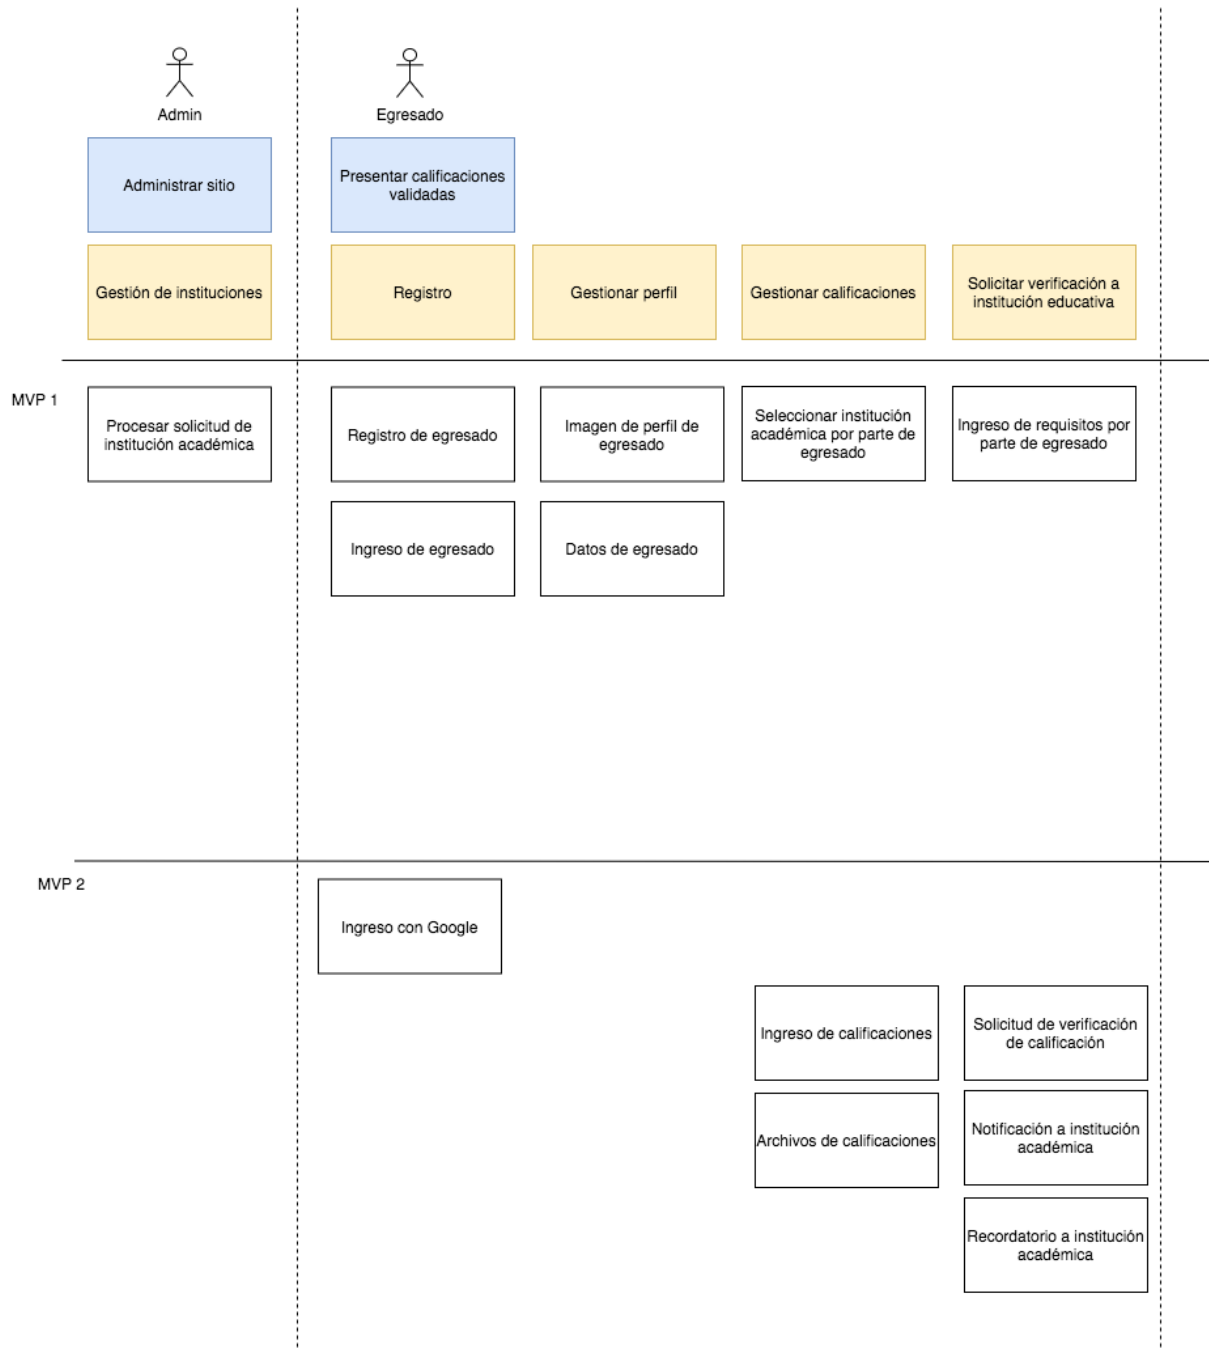 Admin
Egresado
Administrar sitio
Presentar calificaciones
validadas
Gestión de instituciones
Registro
Gestionar perfil
Gestionar calificaciones
Solicitar verificación a
institución educativa
MVP 1
Procesar solicitud de
institución académica
Registro de egresado
Imagen de perfil de
egresado
Seleccionar institución
académica por parte de
egresado
Ingreso de requisitos por
parte de egresado
Ingreso de egresado
Datos de egresado
MVP 2
Ingreso con Google
Ingreso de calificaciones
Solicitud de verificación
de calificación
Archivos de calificaciones
Notificación a institución
académica
Recordatorio a institución
académica